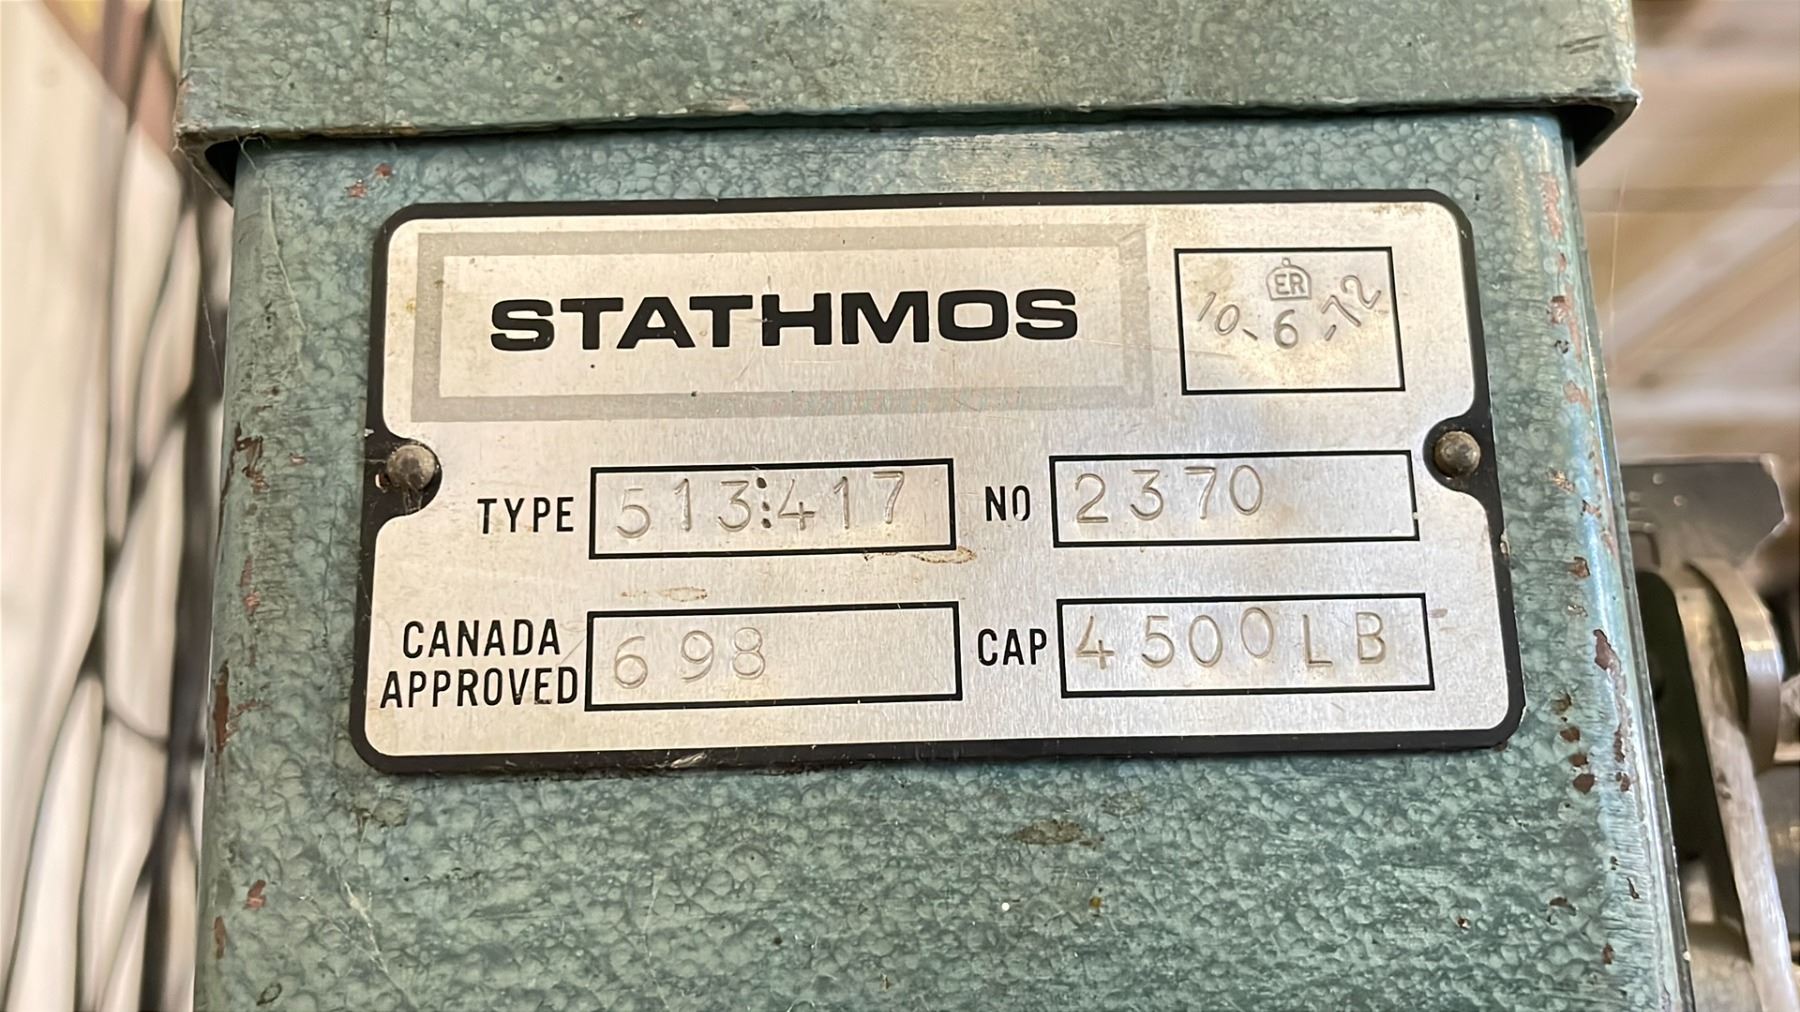 STATHMOS
ER
10-6-72
TYPE 513:417 NO 2370
CANADA APPROVED 698 CAP 4500LB